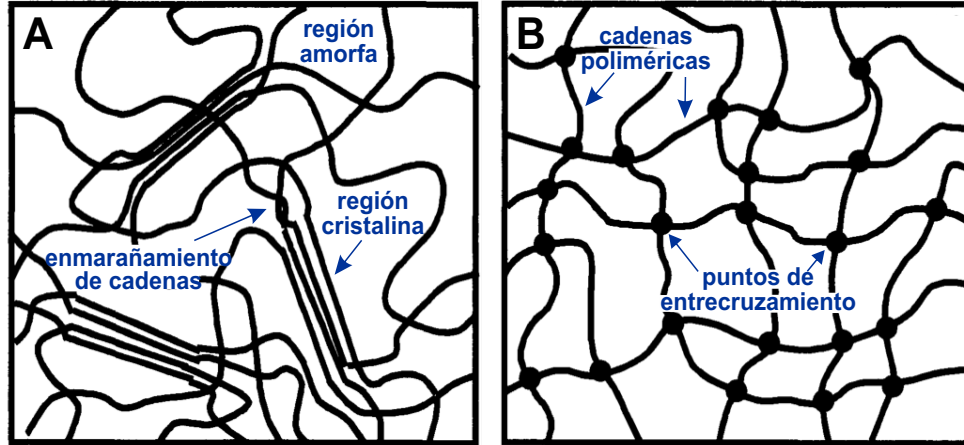 A
región
amorfa
región
cristalina
enmarañamiento
de cadenas
B
cadenas
poliméricas
puntos de
entrecruzamiento